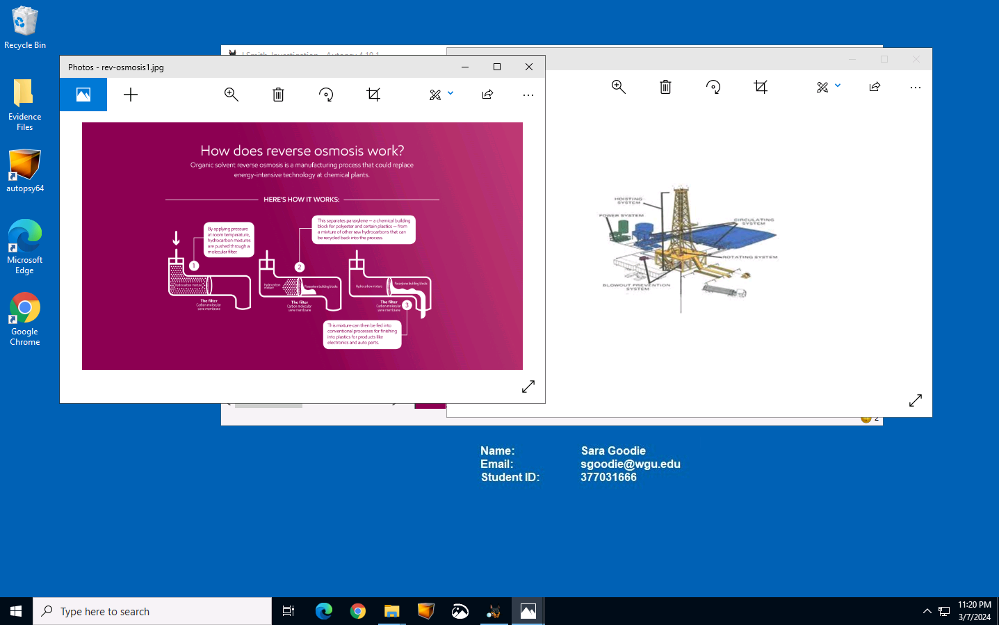 Recycle Bin
Evidence
Files
autopsy64
Microsoft
Edge
Google
Chrome
J.Smith_Investigation - Autopsy 4.19.1
Photos - rev-osmosis1.jpg
How does reverse osmosis work?
Organic solvent reverse osmosis is a manufacturing process that could replace
energy-intensive technology at chemical plants.
HERE'S HOW IT WORKS:
By applying pressure
at room temperature,
hydrocarbon mixtures
are pushed through a
molecular filter.
1
This separates paraxylene — a chemical building
block for polyester and certain plastics — from
a mixture of other raw hydrocarbons that can
be recycled back into the process.
2
Hydrocarbon mixture
The filter
Carbon molecular
sieve membrane
Hydrocarbon
mixture
Paraxylene building blocks
The filter
Carbon molecular
sieve membrane
Hydrocarbon mixture
Paraxylene building blocks
The filter
Carbon molecular
sieve membrane
3
This mixture can then be fed into
conventional processes for finishing
into plastics for products like
electronics and auto parts.
HOISTING
SYSTEM
POWER SYSTEM
CIRCULATING
SYSTEM
ROTATING SYSTEM
BLOWOUT PREVENTION
SYSTEM
2
Name: Sara Goodie
Email: sgoodie@wgu.edu
Student ID: 377031666
Type here to search
11:20 PM
3/7/2024